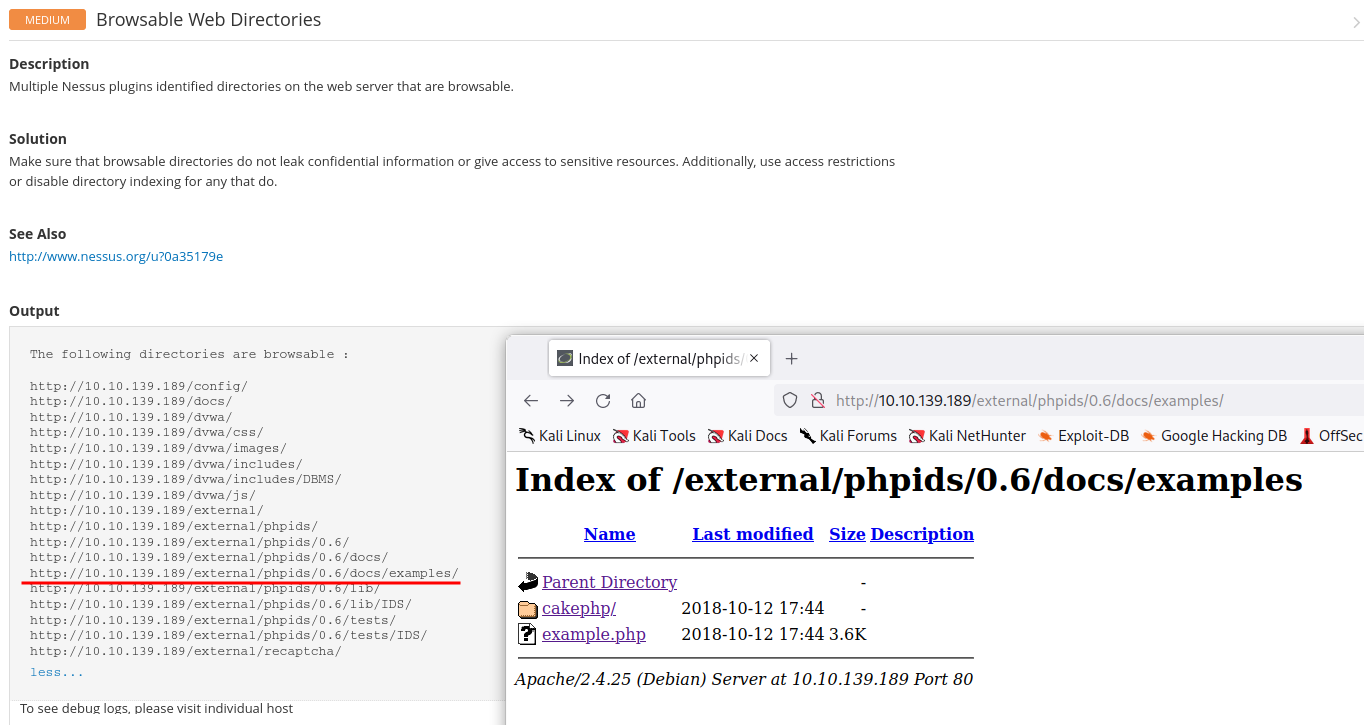 MEDIUM Browsable Web Directories
Description
Multiple Nessus plugins identified directories on the web server that are browsable.
Solution
Make sure that browsable directories do not leak confidential information or give access to sensitive resources. Additionally, use access restrictions
or disable directory indexing for any that do.
See Also
http://www.nessus.org/u?0a35179e
Output
The following directories are browsable :
http://10.10.139.189/config/
http://10.10.139.189/docs/
http://10.10.139.189/dvwa/
http://10.10.139.189/dvwa/css/
http://10.10.139.189/dvwa/images/
http://10.10.139.189/dvwa/includes/
http://10.10.139.189/dvwa/includes/DBMS/
http://10.10.139.189/dvwa/js/
http://10.10.139.189/external/
http://10.10.139.189/external/phpids/
http://10.10.139.189/external/phpids/0.6/
http://10.10.139.189/external/phpids/0.6/docs/
http://10.10.139.189/external/phpids/0.6/docs/examples/
http://10.10.139.189/external/phpids/0.6/lib/
http://10.10.139.189/external/phpids/0.6/lib/IDS/
http://10.10.139.189/external/phpids/0.6/tests/
http://10.10.139.189/external/phpids/0.6/tests/IDS/
http://10.10.139.189/external/recaptcha/
less...
To see debug logs, please visit individual host
Index of /external/phpids/
http://10.10.139.189/external/phpids/0.6/docs/examples/
Kali Linux Kali Tools Kali Docs Kali Forums Kali NetHunter Exploit-DB Google Hacking DB OffSec
Index of /external/phpids/0.6/docs/examples
Name Last modified Size Description
Parent Directory -
cakephp/ 2018-10-12 17:44 -
example.php 2018-10-12 17:44 3.6K
Apache/2.4.25 (Debian) Server at 10.10.139.189 Port 80